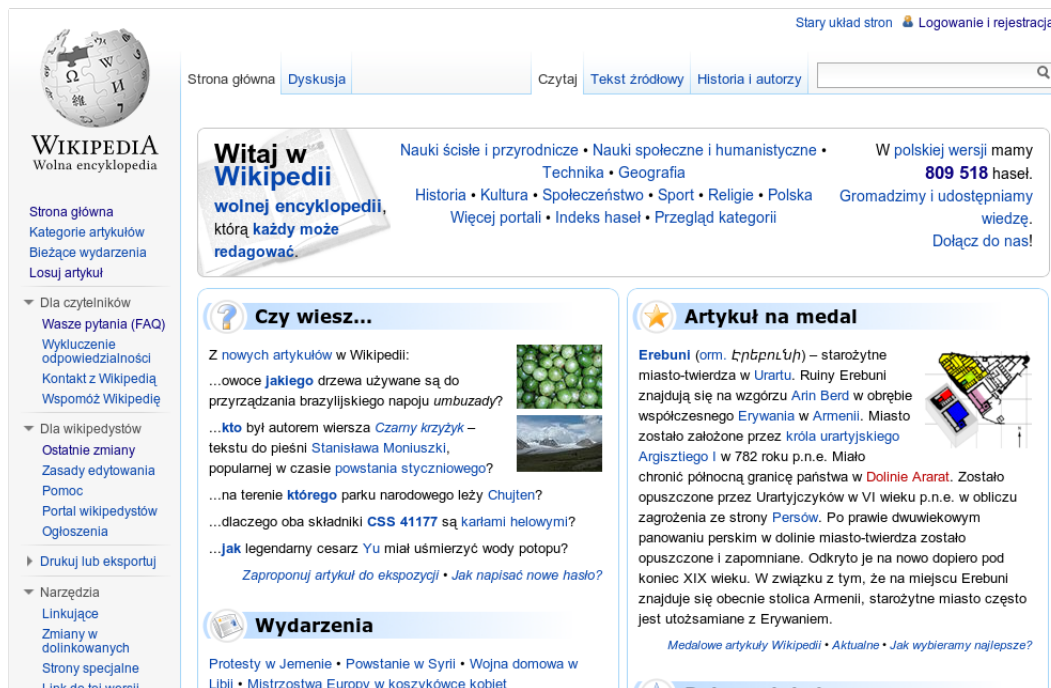 Stary układ stron Logowanie i rejestracja
Strona główna Dyskusja Czytaj Tekst źródłowy Historia i autorzy
WIKIPEDIA
Wolna encyklopedia
Strona główna
Kategorie artykułów
Bieżące wydarzenia
Losuj artykuł
Dla czytelników
Wasze pytania (FAQ)
Wykluczenie
odpowiedzialności
Kontakt z Wikipedią
Wspomóż Wikipedię
Dla wikipedystów
Ostatnie zmiany
Zasady edytowania
Pomoc
Portal wikipedystów
Ogłoszenia
Drukuj lub eksportuj
Narzędzia
Linkujące
Zmiany w
dolinkowanych
Strony specjalne
Link do tej wersji
Witaj w
Wikipedii
wolnej encyklopedii,
którą każdy może
redagować.
Nauki ścisłe i przyrodnicze • Nauki społeczne i humanistyczne •
Technika • Geografia
Historia • Kultura • Społeczeństwo • Sport • Religie • Polska
Więcej portali • Indeks haseł • Przegląd kategorii
W polskiej wersji mamy
809 518 haseł.
Gromadzimy i udostępniamy
wiedzę.
Dołącz do nas!
Czy wiesz...
Z nowych artykułów w Wikipedii:
...owoce jakiego drzewa używane są do
przyrządzania brazylijskiego napoju umbuzady?
...kto był autorem wiersza Czarny krzyżyk –
tekstu do pieśni Stanisława Moniuszki,
popularnej w czasie powstania styczniowego?
...na terenie którego parku narodowego leży Chujten?
...dlaczego oba składniki CSS 41177 są karłami helowymi?
...jak legendarny cesarz Yu miał uśmierzyć wody potopu?
Zaproponuj artykuł do ekspozycji • Jak napisać nowe hasło?
Wydarzenia
Protesty w Jemenie • Powstanie w Syrii • Wojna domowa w
Libii • Mistrzostwa Europy w koszykówce kobiet
Artykuł na medal
Erebuni (orm. Էրեբունի) – starożytne
miasto-twierdza w Urartu. Ruiny Erebuni
znajdują się na wzgórzu Arin Berd w obrębie
współczesnego Erywania w Armenii. Miasto
zostało założone przez króla urartyjskiego
Argisztiego I w 782 roku p.n.e. Miało
chronić północną granicę państwa w Dolinie Ararat. Zostało
opuszczone przez Urartyjczyków w VI wieku p.n.e. w obliczu
zagrożenia ze strony Persów. Po prawie dwuwiekowym
panowaniu perskim w dolinie miasto-twierdza zostało
opuszczone i zapomniane. Odkryto je na nowo dopiero pod
koniec XIX wieku. W związku z tym, że na miejscu Erebuni
znajduje się obecnie stolica Armenii, starożytne miasto często
jest utożsamiane z Erywaniem.
Medalowe artykuły Wikipedii • Aktualne • Jak wybieramy najlepsze?